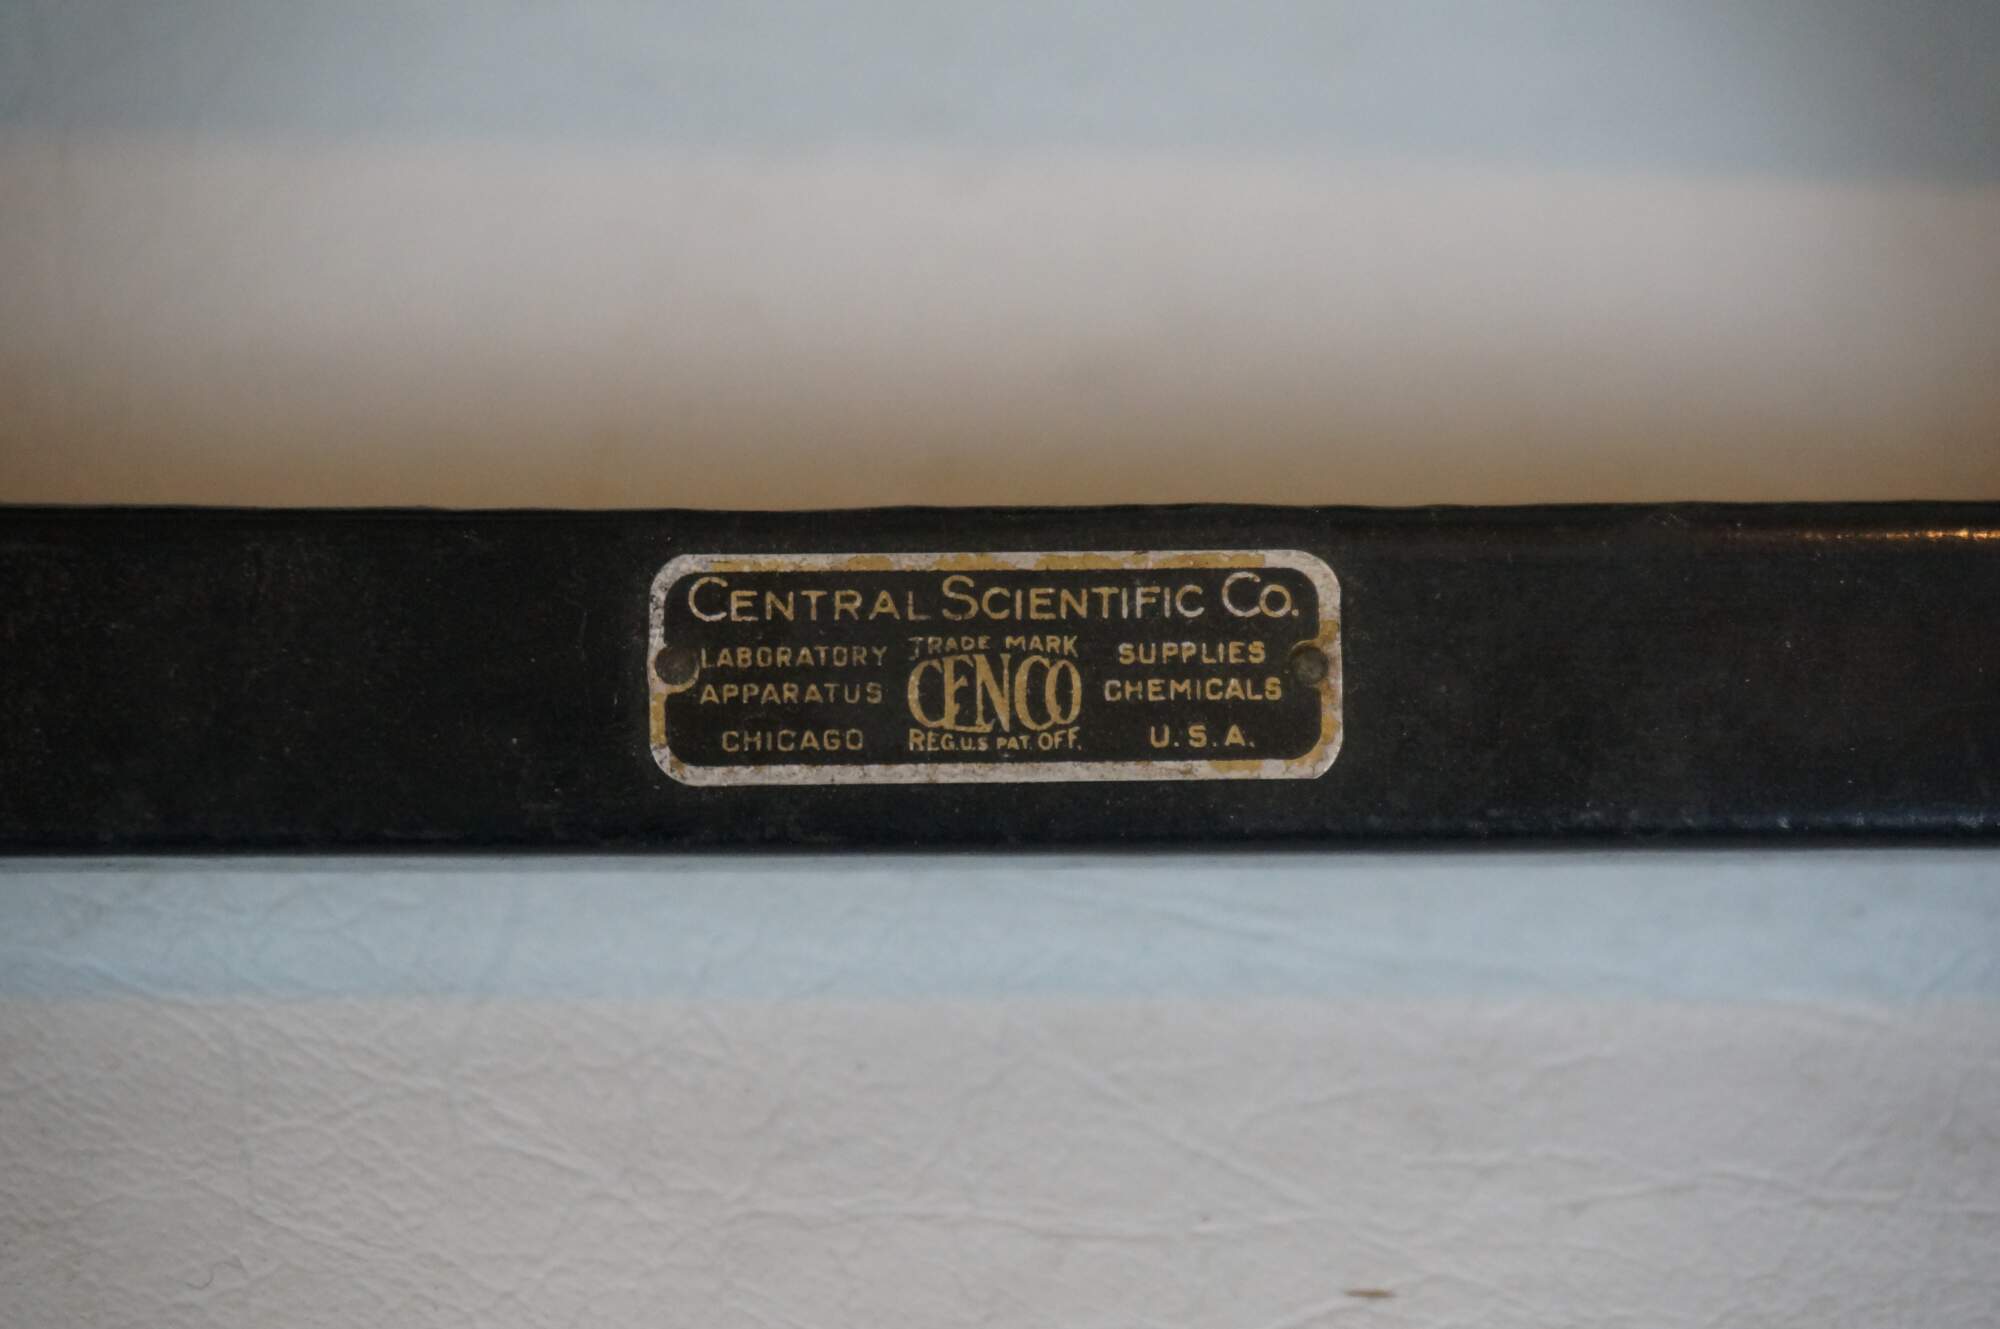 CENTRAL SCIENTIFIC CO.
LABORATORY TRADE MARK SUPPLIES
APPARATUS CENCO CHEMICALS
CHICAGO REG.U.S PAT. OFF. U.S.A.